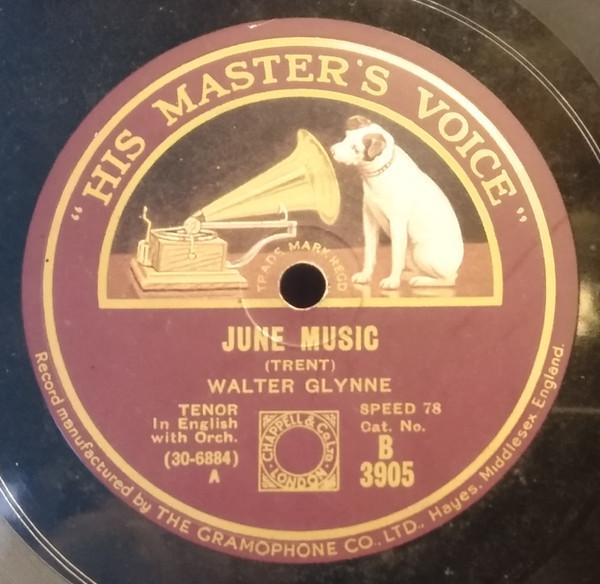 "HIS MASTER'S VOICE"
TRADE MARK REGD
JUNE MUSIC
(TRENT)
WALTER GLYNNE
TENOR
In English
with Orch.
(30-6884)
A
CHAPPELL & CO LTD
LONDON
SPEED 78
Cat. No.
B
3905
Record manufactured by THE GRAMOPHONE CO., LTD., Hayes, Middlesex England.